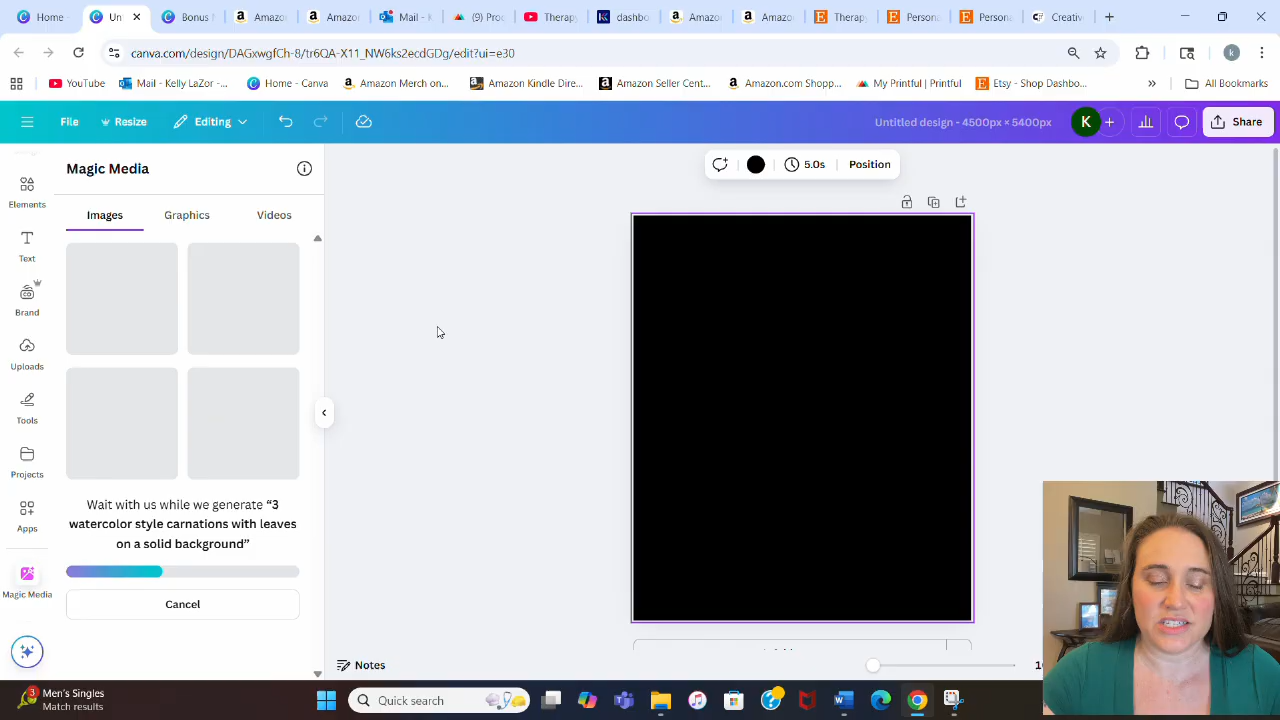 Home
Un
Bonus
Amazo
Amazo
Mail - K
(9) Proc
Therapy
dashbo
Amazo
Amazo
Therap
Persona
Persona
Creativ
canva.com/design/DAGxwgfCh-8/tr6QA-X11_NW6ks2ecdGDg/edit?ui=e30
k
YouTube
Mail - Kelly LaZor -...
Home - Canva
Amazon Merch on...
Amazon Kindle Dire...
Amazon Seller Cent...
Amazon.com Shopp...
My Printful | Printful
Etsy - Shop Dashbo...
All Bookmarks
File
Resize
Editing
Untitled design - 4500px × 5400px
K
Share
Magic Media
5.0s
Position
Images
Graphics
Videos
Elements
Text
Brand
Uploads
Tools
Projects
Apps
Magic Media
Wait with us while we generate “3
watercolor style carnations with leaves
on a solid background”
Cancel
Notes
3
Men's Singles
Match results
Search